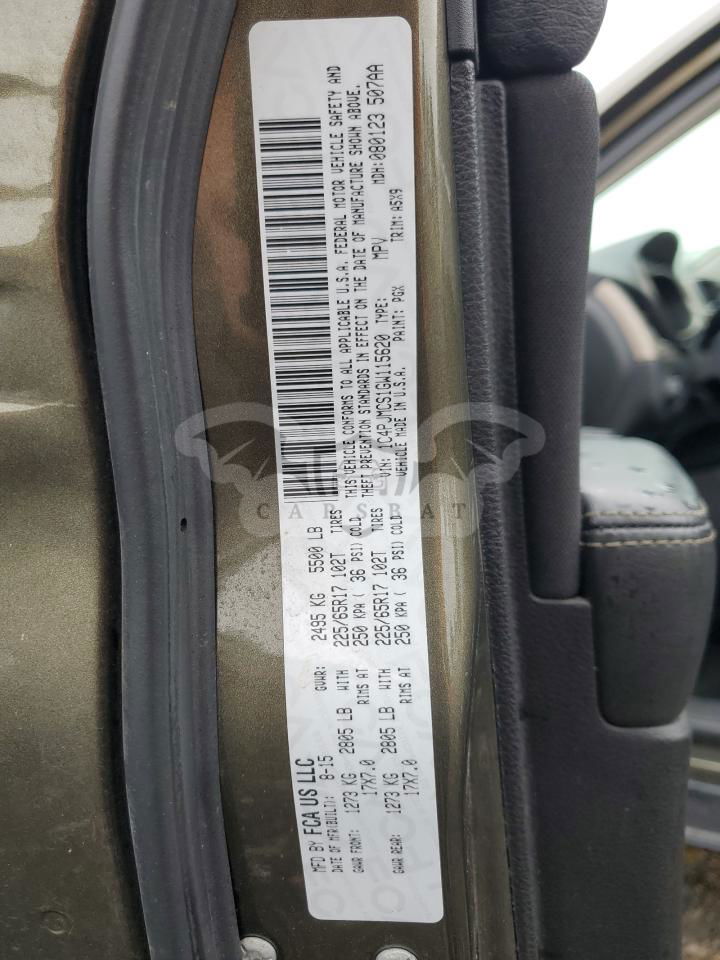 MFD BY FCA US LLC
DATE OF MFR(BUILT): 8-15 GVWR: 2495 KG 5500 LB
GAWR FRONT: 1273 KG 2805 LB WITH 225/65R17 102T TIRES
17X7.0 RIMS AT 250 KPA ( 36 PSI) COLD
GAWR REAR: 1273 KG 2805 LB WITH 225/65R17 102T TIRES
17X7.0 RIMS AT 250 KPA ( 36 PSI) COLD
THIS VEHICLE CONFORMS TO ALL APPLICABLE U.S.A. FEDERAL MOTOR VEHICLE SAFETY AND
THEFT PREVENTION STANDARDS IN EFFECT ON THE DATE OF MANUFACTURE SHOWN ABOVE.
VIN: 1C4PJMCS1GW115620 TYPE: MPV MDH: 080123 507AA
VEHICLE MADE IN U.S.A. PAINT: PGX TRIM: A5X9
CARSBAT